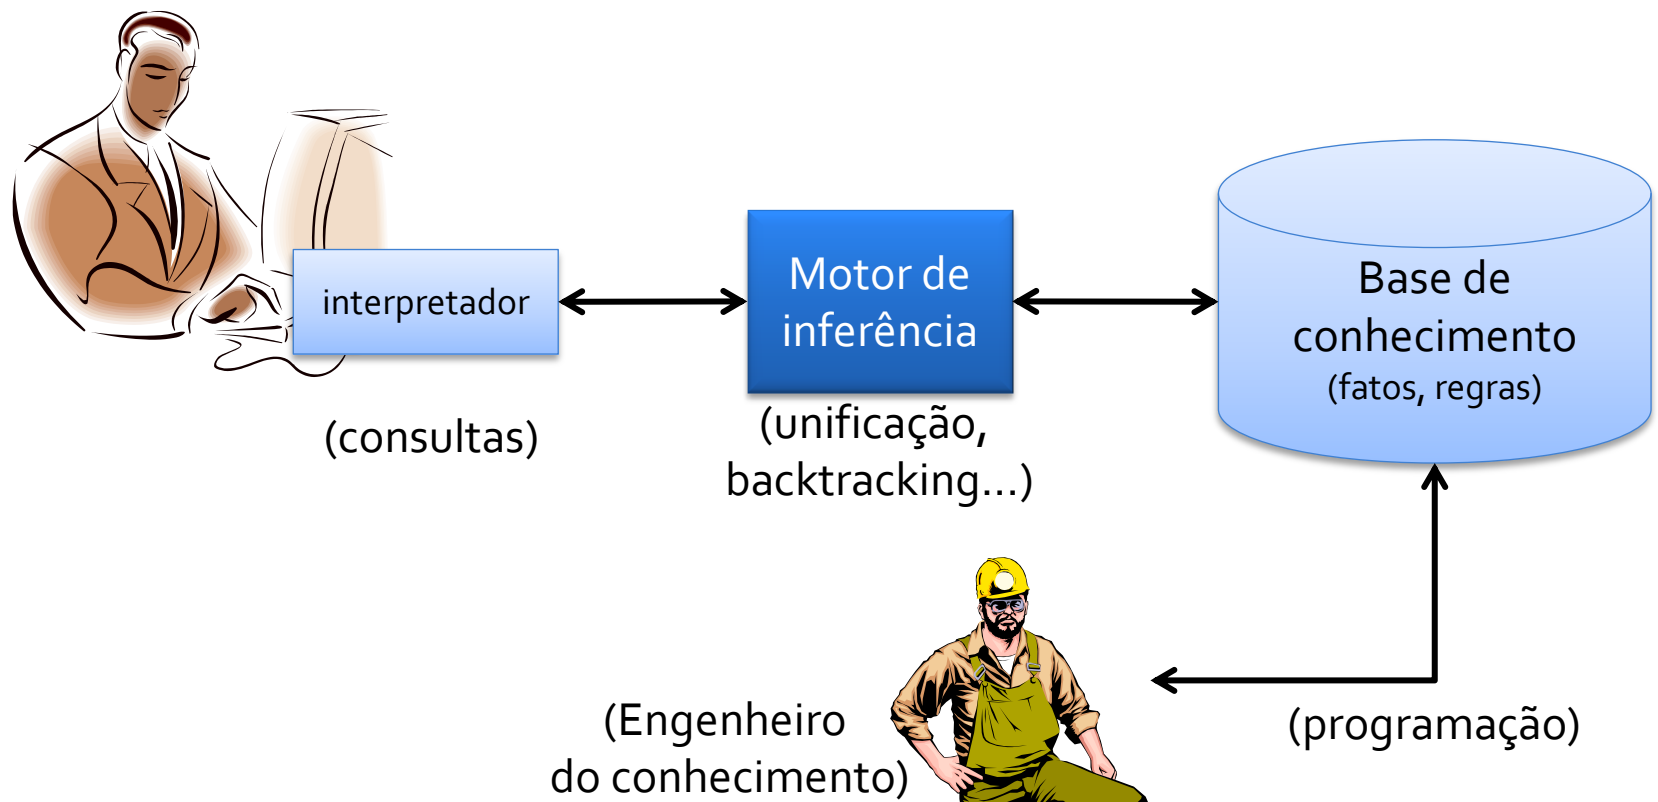 interpretador
(consultas)
Motor de
inferência
(unificação,
backtracking...)
Base de
conhecimento
(fatos, regras)
(Engenheiro
do conhecimento)
(programação)